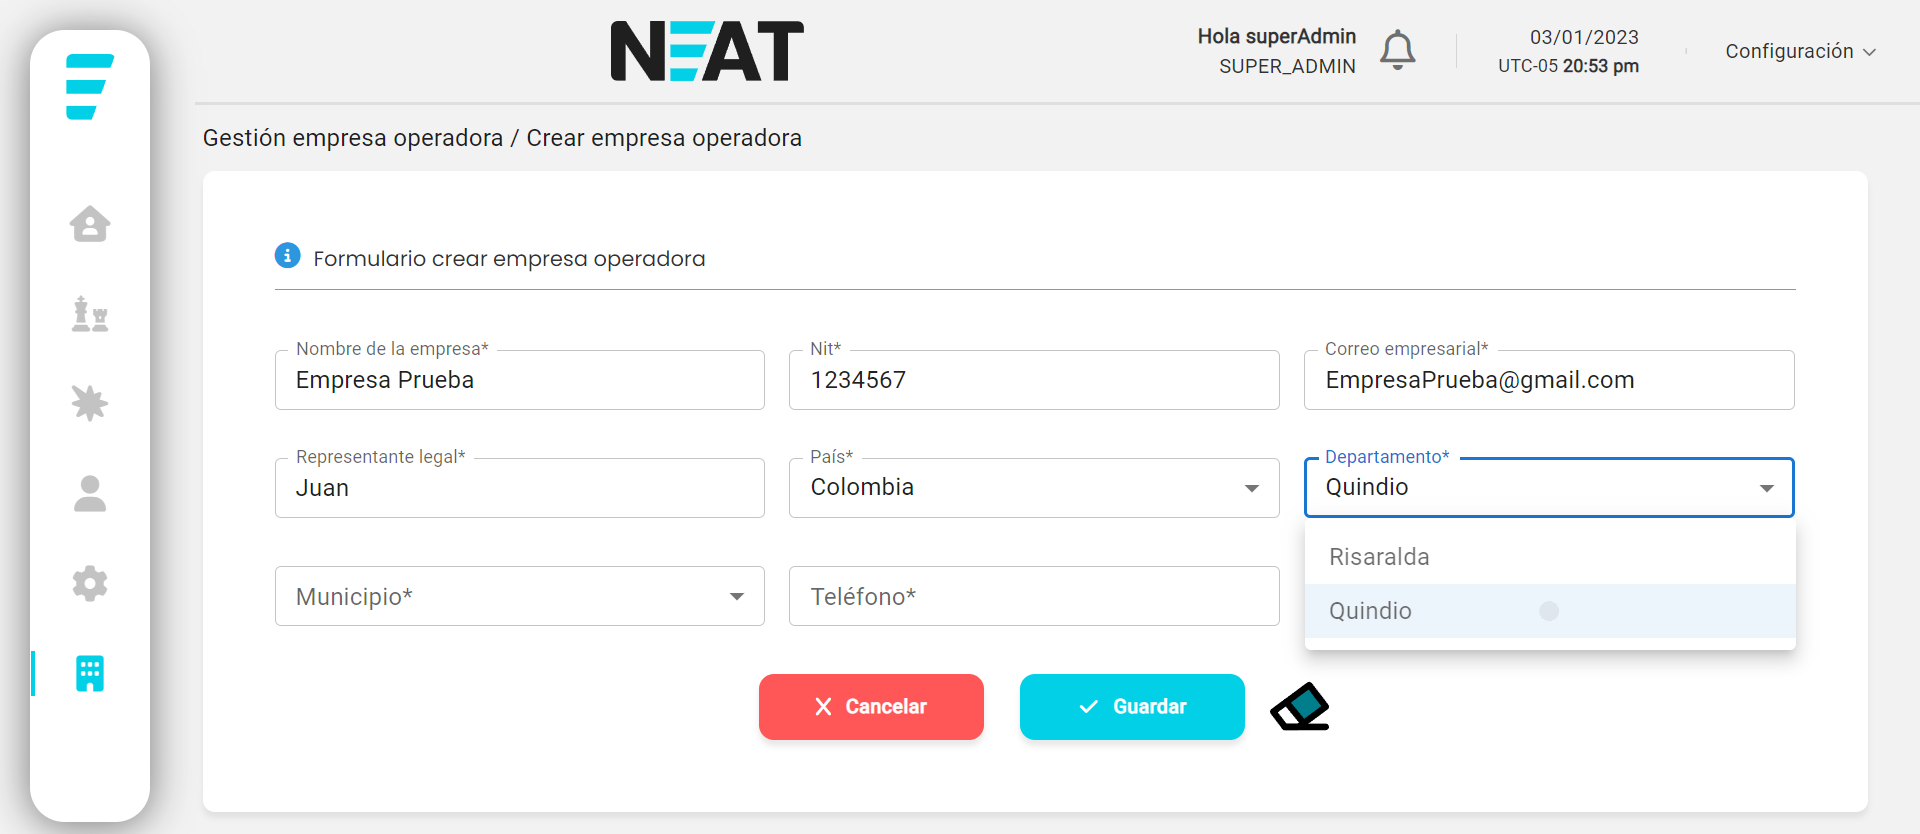 NEAT
Hola superAdmin
SUPER_ADMIN
03/01/2023
UTC-05 20:53 pm
Configuración
Gestión empresa operadora / Crear empresa operadora
Formulario crear empresa operadora
Nombre de la empresa*
Empresa Prueba
Nit*
1234567
Correo empresarial*
EmpresaPrueba@gmail.com
Representante legal*
Juan
País*
Colombia
Departamento*
Quindio
Risaralda
Quindio
Municipio*
Teléfono*
Cancelar
Guardar